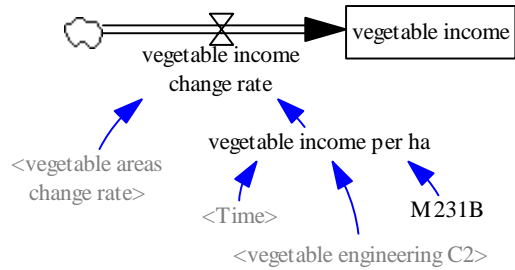 vegetable income
vegetable income
change rate
<vegetable areas
change rate>
vegetable income per ha
<Time>
M231B
<vegetable engineering C2>